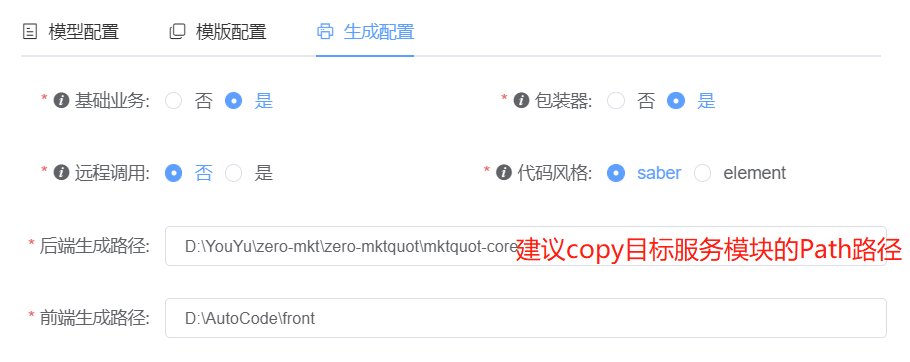 模型配置 模版配置 生成配置
* 基础业务: 否 是 * 包装器: 否 是
* 远程调用: 否 是 * 代码风格: saber element
* 后端生成路径: D:\YouYu\zero-mkt\zero-mktquot\mktquot-core 建议copy目标服务模块的Path路径
* 前端生成路径: D:\AutoCode\front